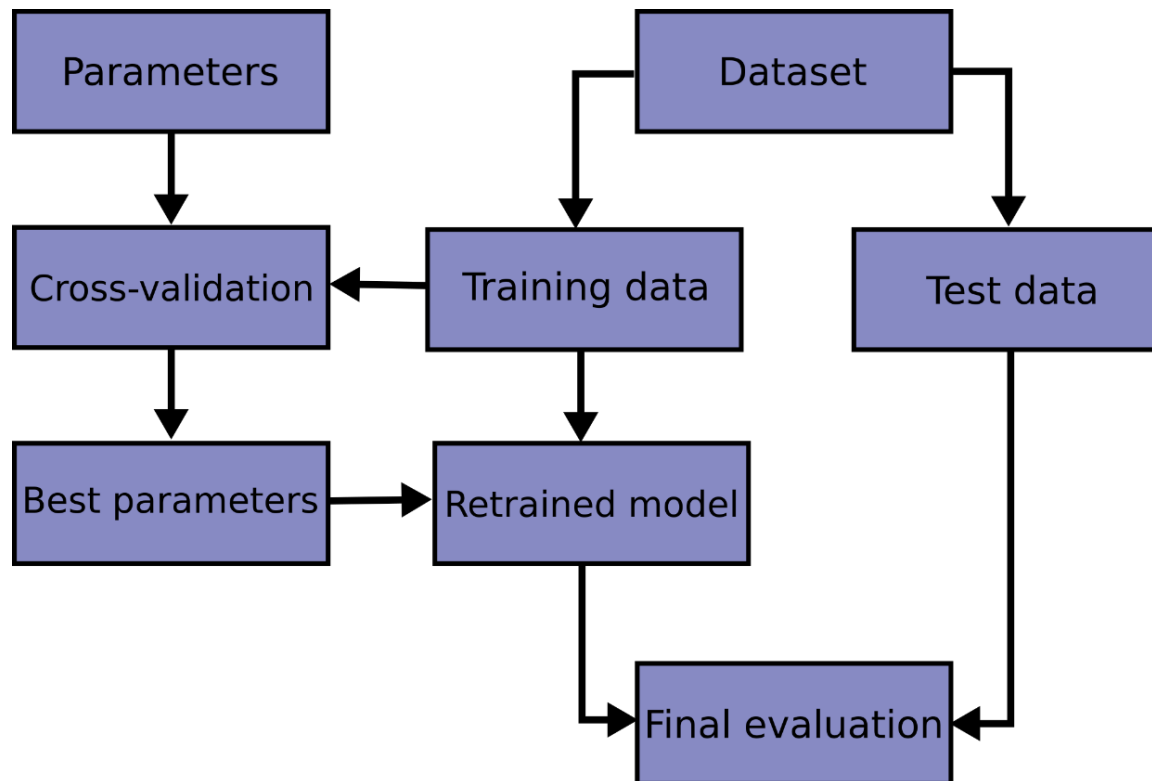 Parameters
Dataset
Cross-validation
Training data
Test data
Best parameters
Retrained model
Final evaluation